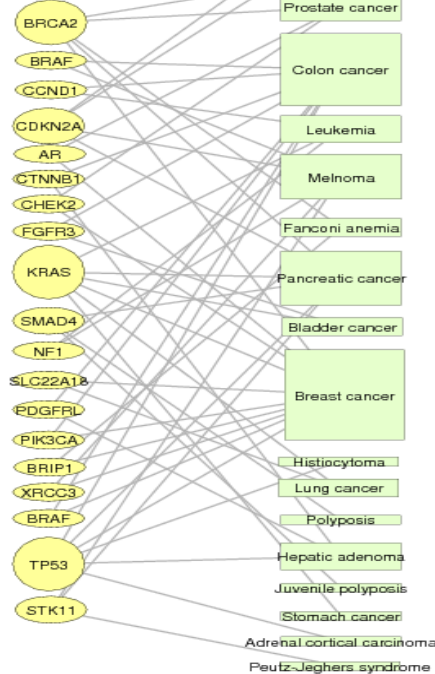 BRCA2
BRAF
CCND1
CDKN2A
AR
CTNNB1
CHEK2
FGFR3
KRAS
SMAD4
NF1
SLC22A18
PDGFRL
PIK3CA
BRIP1
XRCC3
BRAF
TP53
STK11
Prostate cancer
Colon cancer
Leukemia
Melnoma
Fanconi anemia
Pancreatic cancer
Bladder cancer
Breast cancer
Histiocytoma
Lung cancer
Polyposis
Hepatic adenoma
Juvenile polyposis
Stomach cancer
Adrenal cortical carcinoma
Peutz-Jeghers syndrome